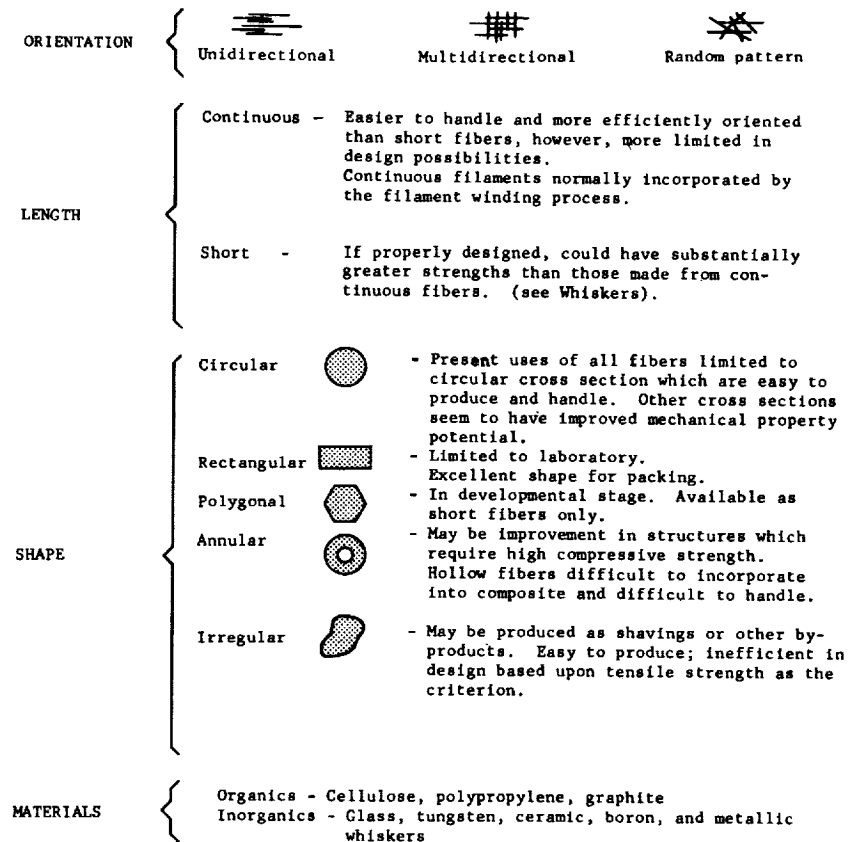 ORIENTATION
Unidirectional Multidirectional Random pattern
LENGTH
Continuous - Easier to handle and more efficiently oriented
than short fibers, however, more limited in
design possibilities.
Continuous filaments normally incorporated by
the filament winding process.
Short - If properly designed, could have substantially
greater strengths than those made from con-
tinuous fibers. (see Whiskers).
SHAPE
Circular - Present uses of all fibers limited to
circular cross section which are easy to
produce and handle. Other cross sections
seem to have improved mechanical property
potential.
Rectangular - Limited to laboratory.
Excellent shape for packing.
Polygonal - In developmental stage. Available as
short fibers only.
Annular - May be improvement in structures which
require high compressive strength.
Hollow fibers difficult to incorporate
into composite and difficult to handle.
Irregular - May be produced as shavings or other by-
products. Easy to produce; inefficient in
design based upon tensile strength as the
criterion.
MATERIALS
Organics - Cellulose, polypropylene, graphite
Inorganics - Glass, tungsten, ceramic, boron, and metallic
whiskers